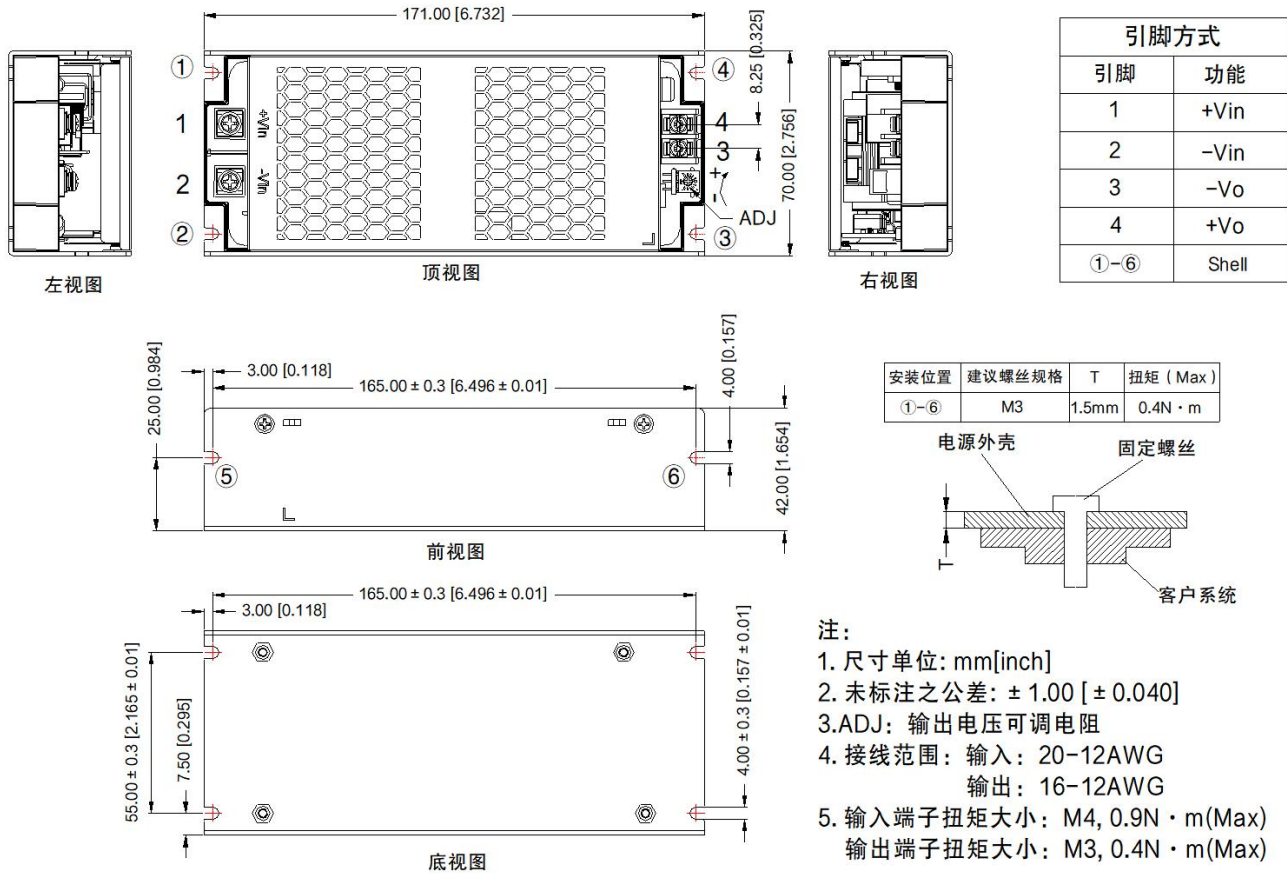 171.00 [6.732]
8.25 [0.325]
70.00 [2.756]
① ④
1 +Vin 4
3
2 -Vin + -
ADJ
② ③
左视图
顶视图
右视图
引脚方式
引脚 功能
1 +Vin
2 -Vin
3 -Vo
4 +Vo
①-⑥ Shell
3.00 [0.118]
165.00 ± 0.3 [6.496 ± 0.01]
4.00 [0.157]
25.00 [0.984]
42.00 [1.654]
⑤ ⑥
前视图
安装位置 建议螺丝规格 T 扭矩 ( Max )
①-⑥ M3 1.5mm 0.4N · m
电源外壳
固定螺丝
T
客户系统
165.00 ± 0.3 [6.496 ± 0.01]
3.00 [0.118]
55.00 ± 0.3 [2.165 ± 0.01]
7.50 [0.295]
4.00 ± 0.3 [0.157 ± 0.01]
底视图
注：
1. 尺寸单位: mm[inch]
2. 未标注之公差: ± 1.00 [ ± 0.040]
3.ADJ：输出电压可调电阻
4. 接线范围：输入：20-12AWG
输出：16-12AWG
5. 输入端子扭矩大小：M4, 0.9N · m(Max)
输出端子扭矩大小：M3, 0.4N · m(Max)